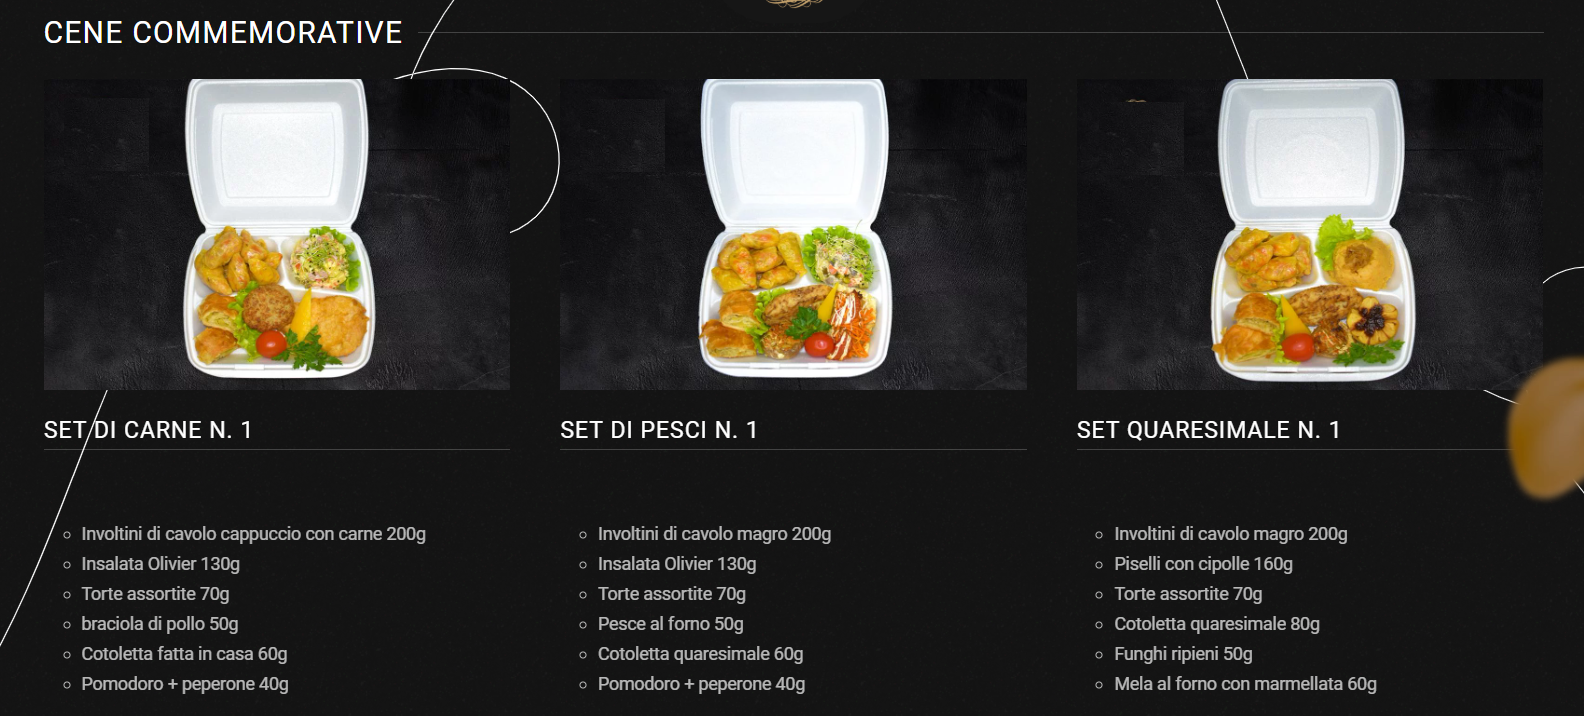 CENE COMMEMORATIVE
SET DI CARNE N. 1
Involtini di cavolo cappuccio con carne 200g
Insalata Olivier 130g
Torte assortite 70g
braciola di pollo 50g
Cotoletta fatta in casa 60g
Pomodoro + peperone 40g
SET DI PESCI N. 1
Involtini di cavolo magro 200g
Insalata Olivier 130g
Torte assortite 70g
Pesce al forno 50g
Cotoletta quaresimale 60g
Pomodoro + peperone 40g
SET QUARESIMALE N. 1
Involtini di cavolo magro 200g
Piselli con cipolle 160g
Torte assortite 70g
Cotoletta quaresimale 80g
Funghi ripieni 50g
Mela al forno con marmellata 60g